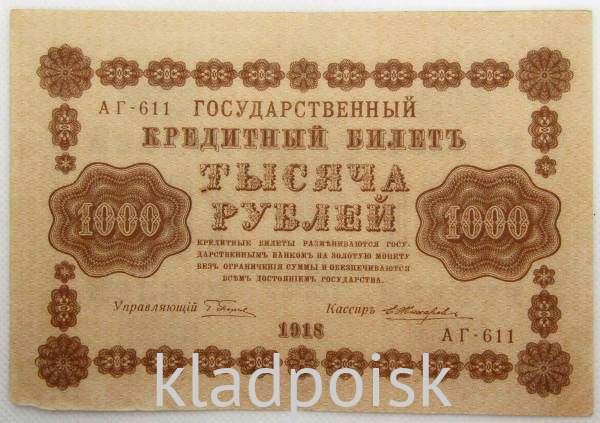 АГ-611 ГОСУДАРСТВЕННЫЙ
КРЕДИТНЫЙ БИЛЕТЪ
ТЫСЯЧА
РУБЛЕЙ
1000 1000
КРЕДИТНЫЕ БИЛЕТЫ РАЗМѢНИВАЮТСЯ ГОСУ-
ДАРСТВЕННЫМЪ БАНКОМЪ НА ЗОЛОТУЮ МОНЕТУ
БЕЗЪ ОГРАНИЧЕНІЯ СУММЫ И ОБЕЗПЕЧИВАЮТСЯ
ВСѢМЪ ДОСТОЯНІЕМЪ ГОСУДАРСТВА.
Управляющій Кассиръ
1918
АГ-611
kladpoisk